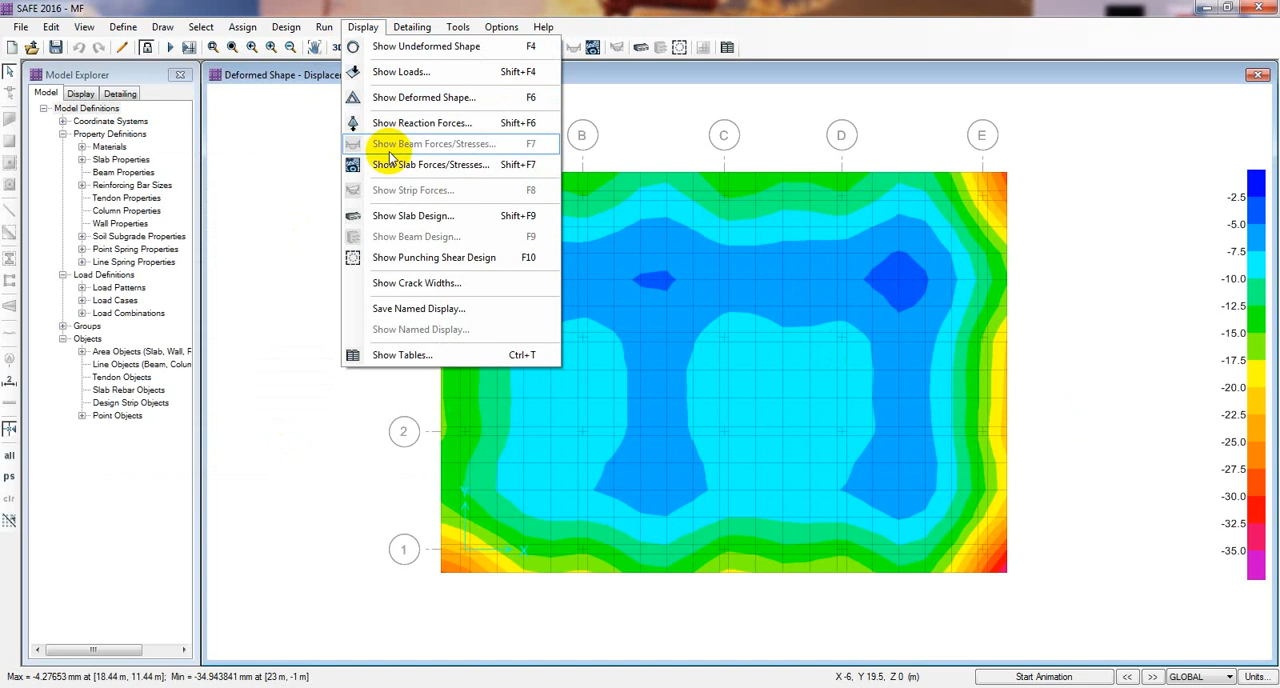 SAFE 2016 - MF
File Edit View Define Draw Select Assign Design Run Display Detailing Tools Options Help
Model Explorer
Model Display Detailing
Model Definitions
Coordinate Systems
Property Definitions
Materials
Slab Properties
Beam Properties
Reinforcing Bar Sizes
Tendon Properties
Column Properties
Wall Properties
Soil Subgrade Properties
Point Spring Properties
Line Spring Properties
Load Definitions
Load Patterns
Load Cases
Load Combinations
Groups
Objects
Area Objects (Slab, Wall, F
Line Objects (Beam, Colun
Tendon Objects
Slab Rebar Objects
Design Strip Objects
Point Objects
all
ps
clr
Deformed Shape - Displacem
Show Undeformed Shape F4
Show Loads... Shift+F4
Show Deformed Shape... F6
Show Reaction Forces... Shift+F6
Show Beam Forces/Stresses... F7
Show Slab Forces/Stresses... Shift+F7
Show Strip Forces... F8
Show Slab Design... Shift+F9
Show Beam Design... F9
Show Punching Shear Design F10
Show Crack Widths...
Save Named Display...
Show Named Display...
Show Tables... Ctrl+T
B C D E
2
1
X
-2.5
-5.0
-7.5
-10.0
-12.5
-15.0
-17.5
-20.0
-22.5
-25.0
-27.5
-30.0
-32.5
-35.0
Max = -4.27653 mm at [18.44 m, 11.44 m]; Min = -34.943841 mm at [23 m, -1 m]
X -6, Y 19.5, Z 0 (m)
Start Animation << >> GLOBAL Units...